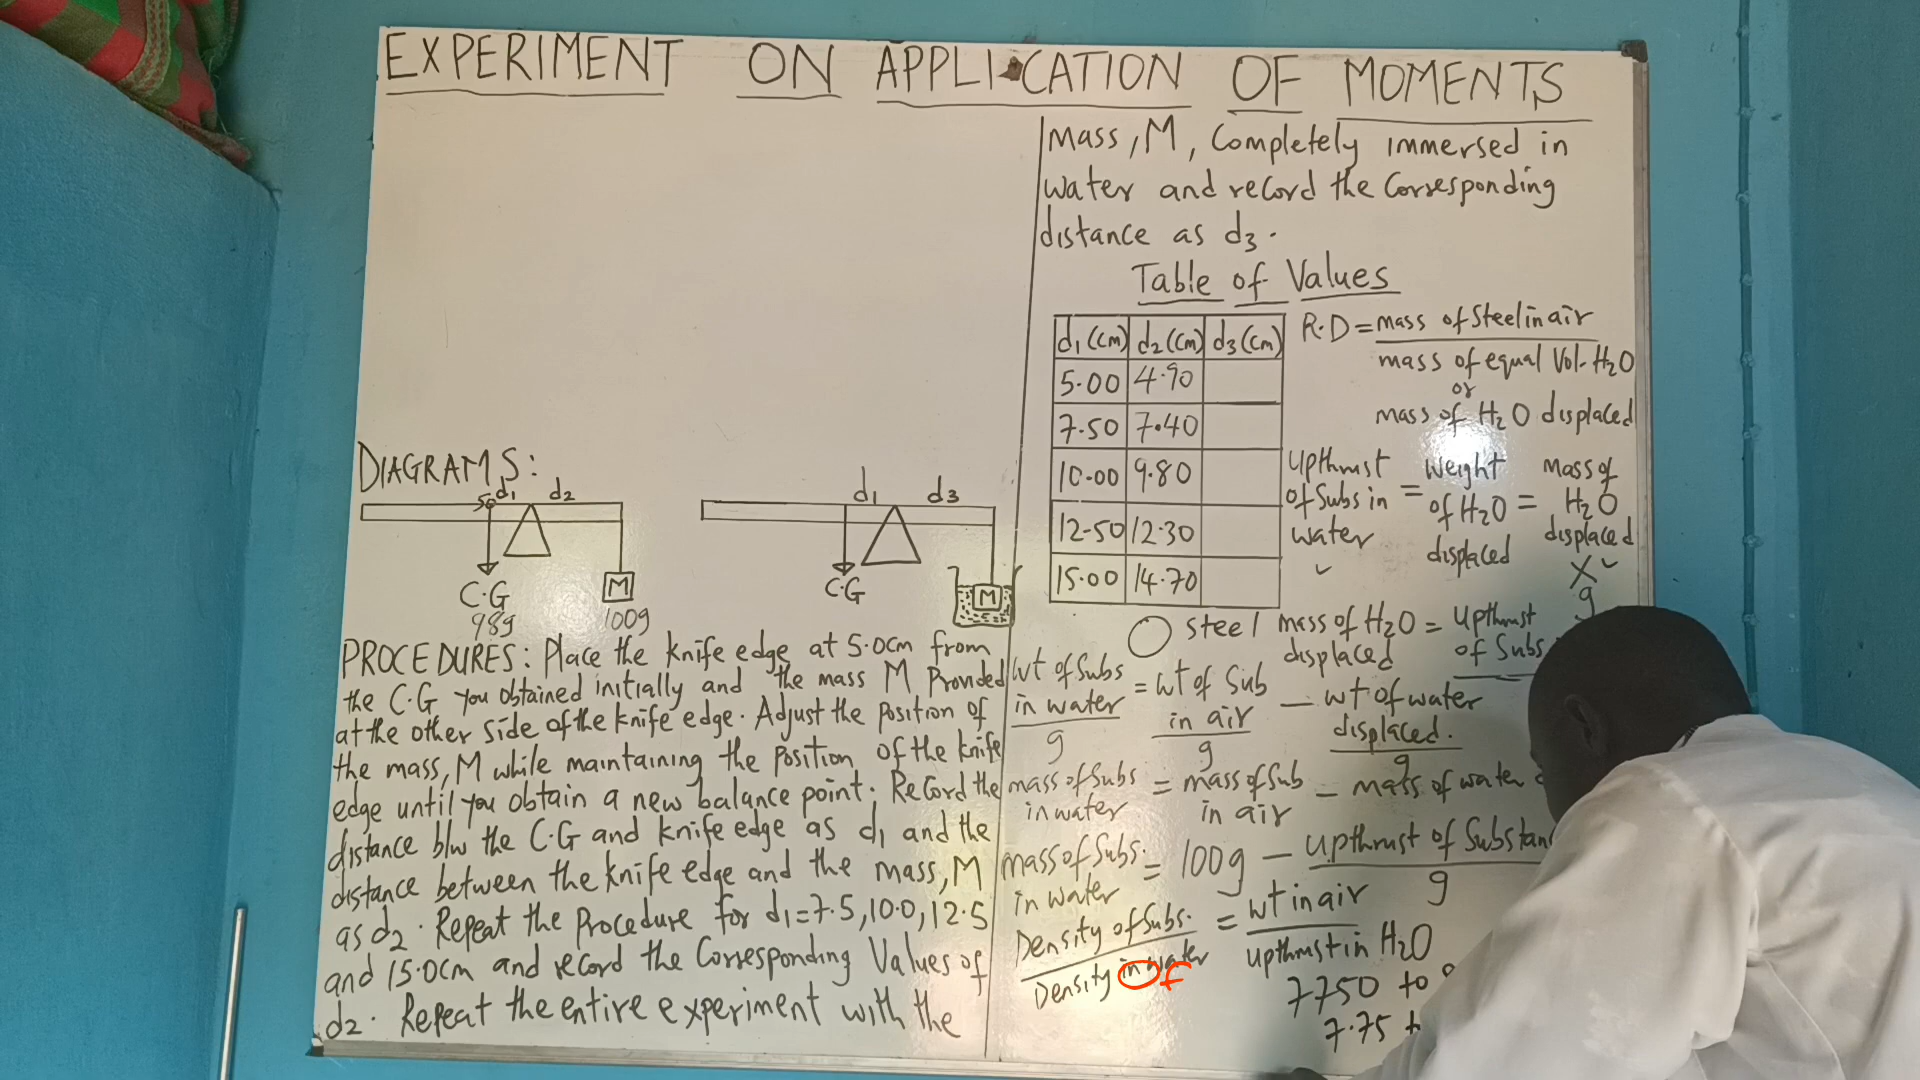 EXPERIMENT ON APPLICATION OF MOMENTS
DIAGRAMS:
50 d1 d2
C.G
98g
M
100g
d1 d3
C.G
M
PROCEDURES: Place the knife edge at 5.0cm from
the C.G you obtained initially and the mass M Provided
at the other side of the knife edge. Adjust the position of
the mass, M while maintaining the position of the knife
edge until you obtain a new balance point. Record the
distance b/w the C.G and knife edge as d1 and the
distance between the knife edge and the mass, M
as d2. Repeat the Procedure for d1=7.5, 10.0, 12.5
and 15.0cm and record the Corresponding Values of
d2. Repeat the entire experiment with the
mass, M, Completely immersed in
water and record the Corresponding
distance as d3.
Table of Values
d1 (cm) d2 (cm) d3 (cm)
5.00 4.90
7.50 7.40
10.00 9.80
12.50 12.30
15.00 14.70
R.D = mass of Steel in air
mass of equal Vol. H2O
or
mass of H2O displaced
Upthrust of Subs in water = Weight of H2O displaced = Mass of H2O displaced
X g
steel mass of H2O displaced = Upthrust of Subs
g
wt of Subs in water = wt of Sub in air — wt of water displaced.
g g g
mass of Subs in water = mass of Sub in air — mass of water
mass of Subs. in water = 100g — upthrust of
g
Density of Subs. = wt in air
Density in water upthrust in H2O
f
7750 to
7.75